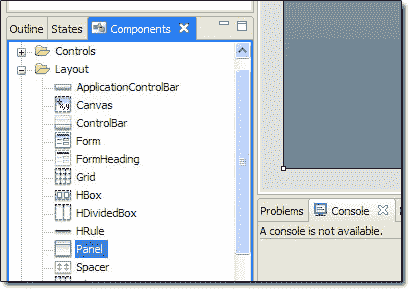 Outline States Components
Controls
Layout
ApplicationControlBar
Canvas
ControlBar
Form
FormHeading
Grid
HBox
HDividedBox
HRule
Panel
Spacer
Problems Console
A console is not available.